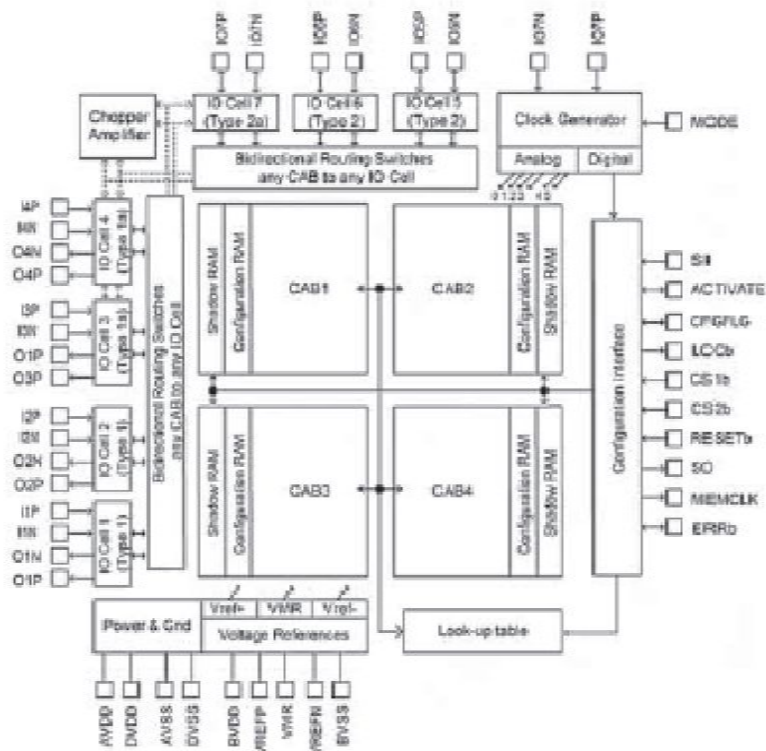 IO7P
IO7N
IO6P
IO6N
IO5P
IO5N
IO7N
IO7P
Chopper
Amplifier
IO Cell 7
(Type 2a)
IO Cell 6
(Type 2)
IO Cell 5
(Type 2)
Clock Generator
Analog
Digital
MODE
Bidirectional Routing Switches
any CAB to any IO Cell
0 1 2 3 4 5
I4P
I4N
O4N
O4P
IO Cell 4
(Type 1a)
I3P
I3N
O3P
IO Cell 3
(Type 1a)
I2P
I2N
O2N
O2P
IO Cell 2
(Type 1)
I1P
I1N
O1N
O1P
IO Cell 1
(Type 1)
Bidirectional Routing Switches
any CAB to any IO Cell
Shadow RAM
Configuration RAM
CAB1
CAB2
Configuration RAM
Shadow RAM
Shadow RAM
Configuration RAM
CAB3
CAB4
Configuration RAM
Shadow RAM
Configuration Interface
ACTIVATE
CFGFLG
CS1b
CS2b
RESETb
SO
MEMCLK
ERRb
Power & Gnd
Vref+
VMR
Vref-
Voltage References
Look-up table
AVDD
DVDD
AVSS
DVSS
BVDD
VREFP
VMR
VREFN
BVSS